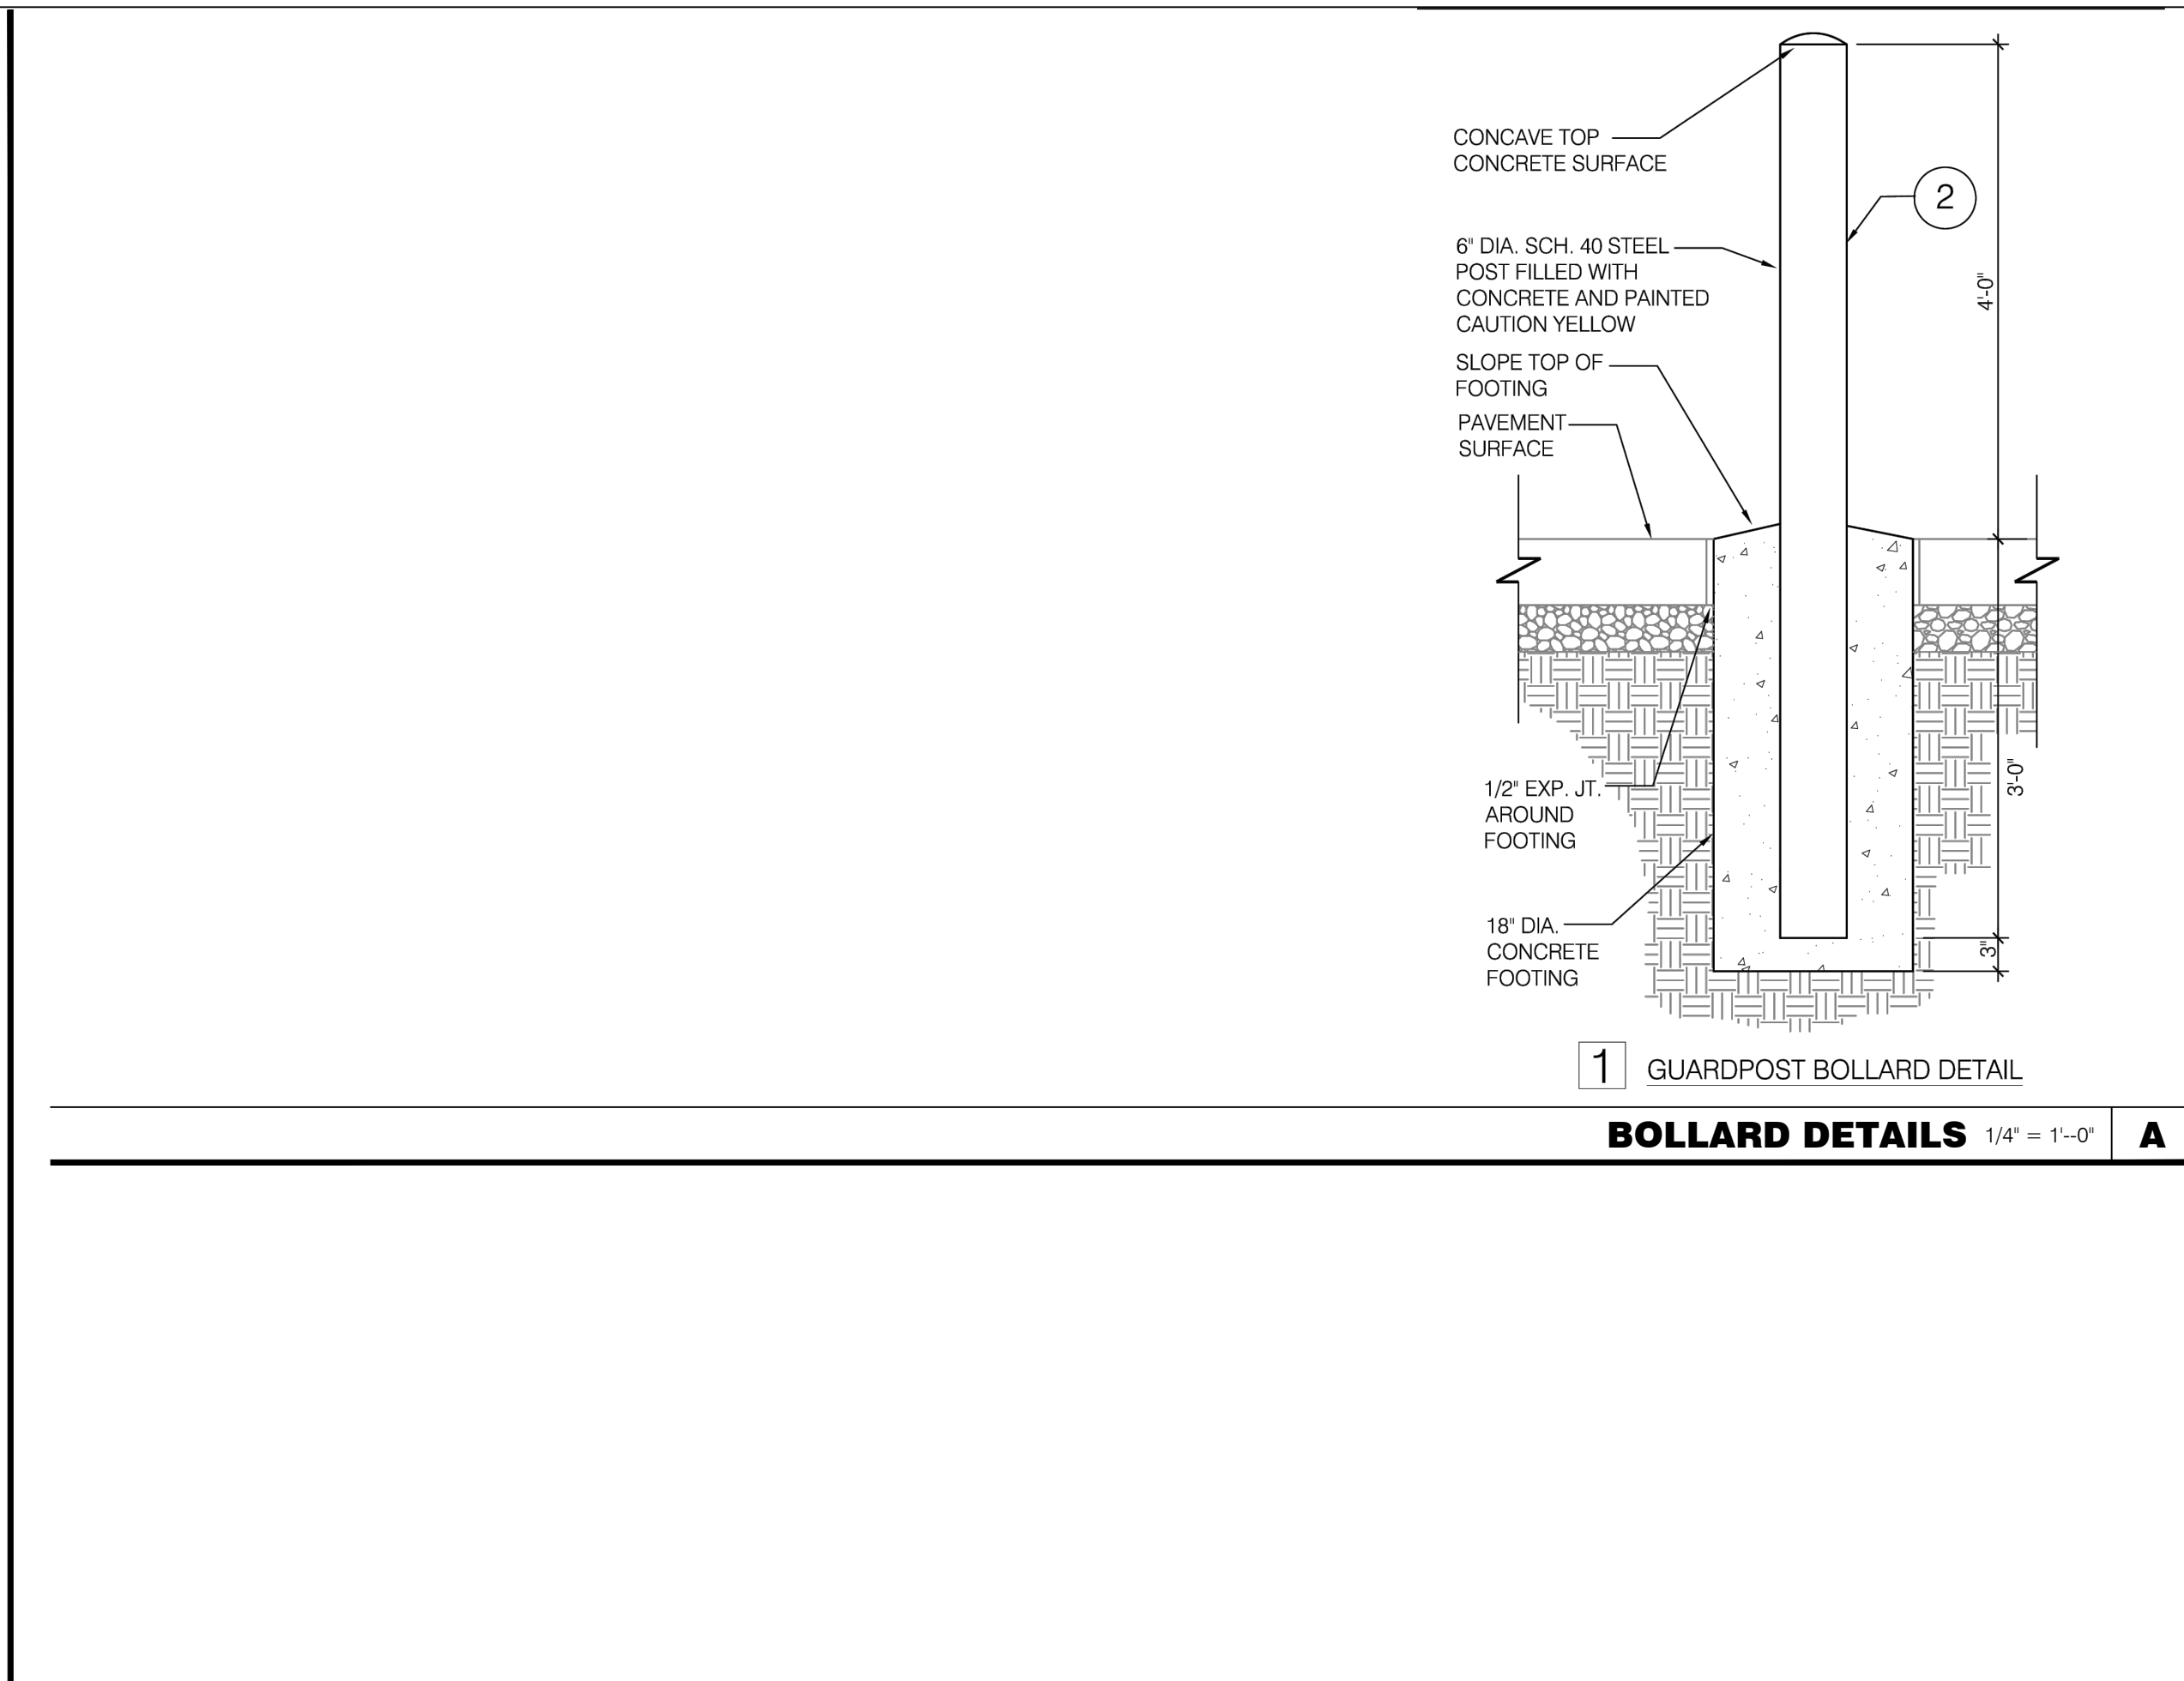 CONCAVE TOP
CONCRETE SURFACE
2
6" DIA. SCH. 40 STEEL
POST FILLED WITH
CONCRETE AND PAINTED
CAUTION YELLOW
4'-0"
SLOPE TOP OF
FOOTING
PAVEMENT
SURFACE
1/2" EXP. JT.
AROUND
FOOTING
3'-0"
18" DIA.
CONCRETE
FOOTING
3"
1 GUARDPOST BOLLARD DETAIL
BOLLARD DETAILS 1/4" = 1'--0" A